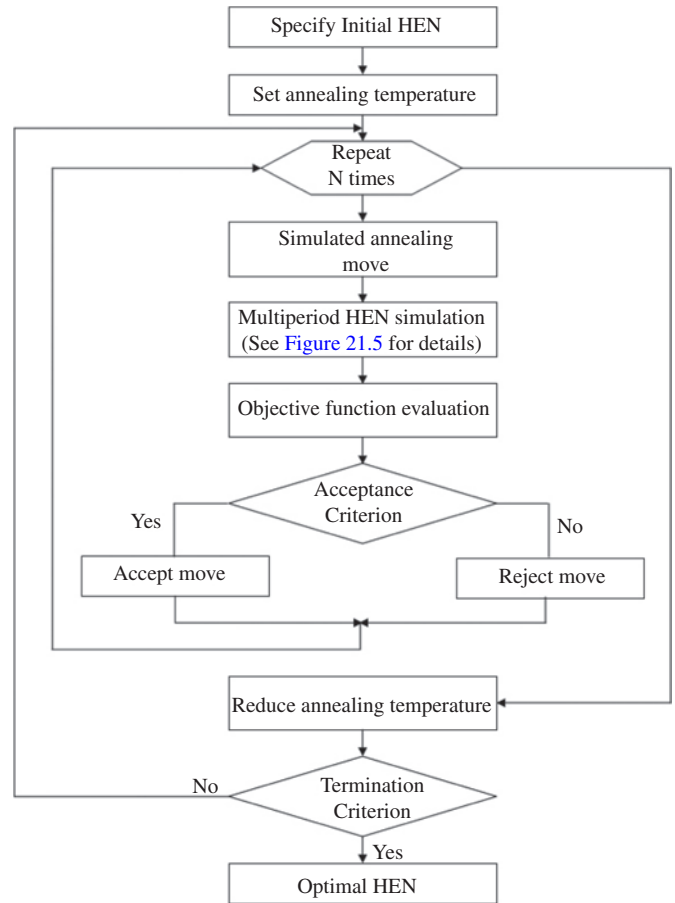 Specify Initial HEN
Set annealing temperature
Repeat
N times
Simulated annealing
move
Multiperiod HEN simulation
(See Figure 21.5 for details)
Objective function evaluation
Acceptance
Criterion
Yes
No
Accept move
Reject move
Reduce annealing temperature
No
Termination
Criterion
Yes
Optimal HEN